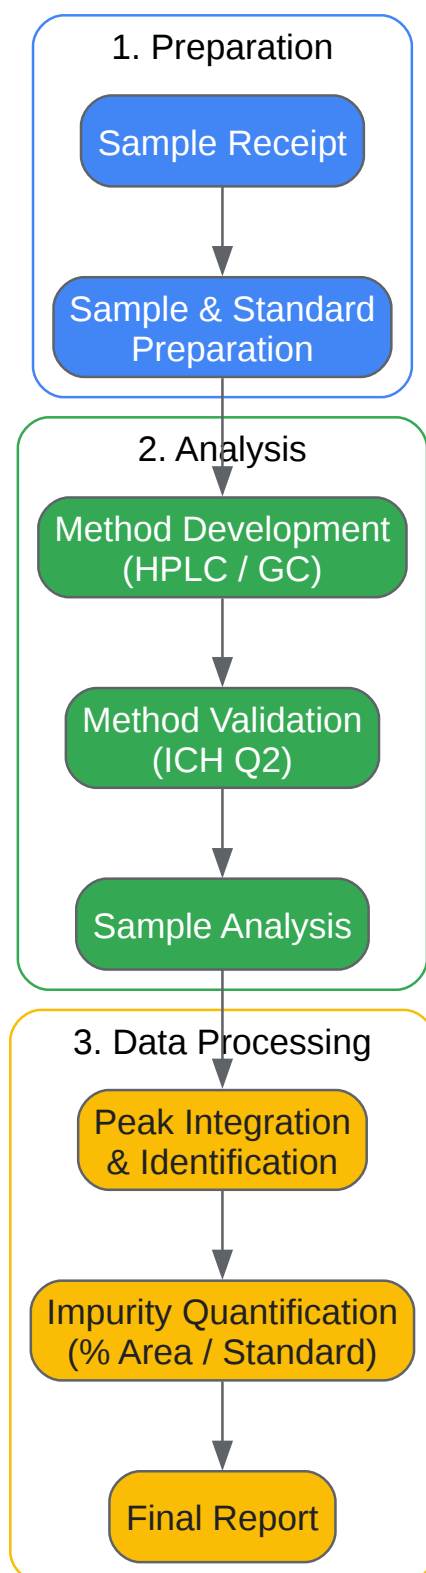 1. Preparation
Sample Receipt
Sample & Standard
Preparation
2. Analysis
Method Development
(HPLC / GC)
Method Validation
(ICH Q2)
Sample Analysis
3. Data Processing
Peak Integration
& Identification
Impurity Quantification
(% Area / Standard)
Final Report